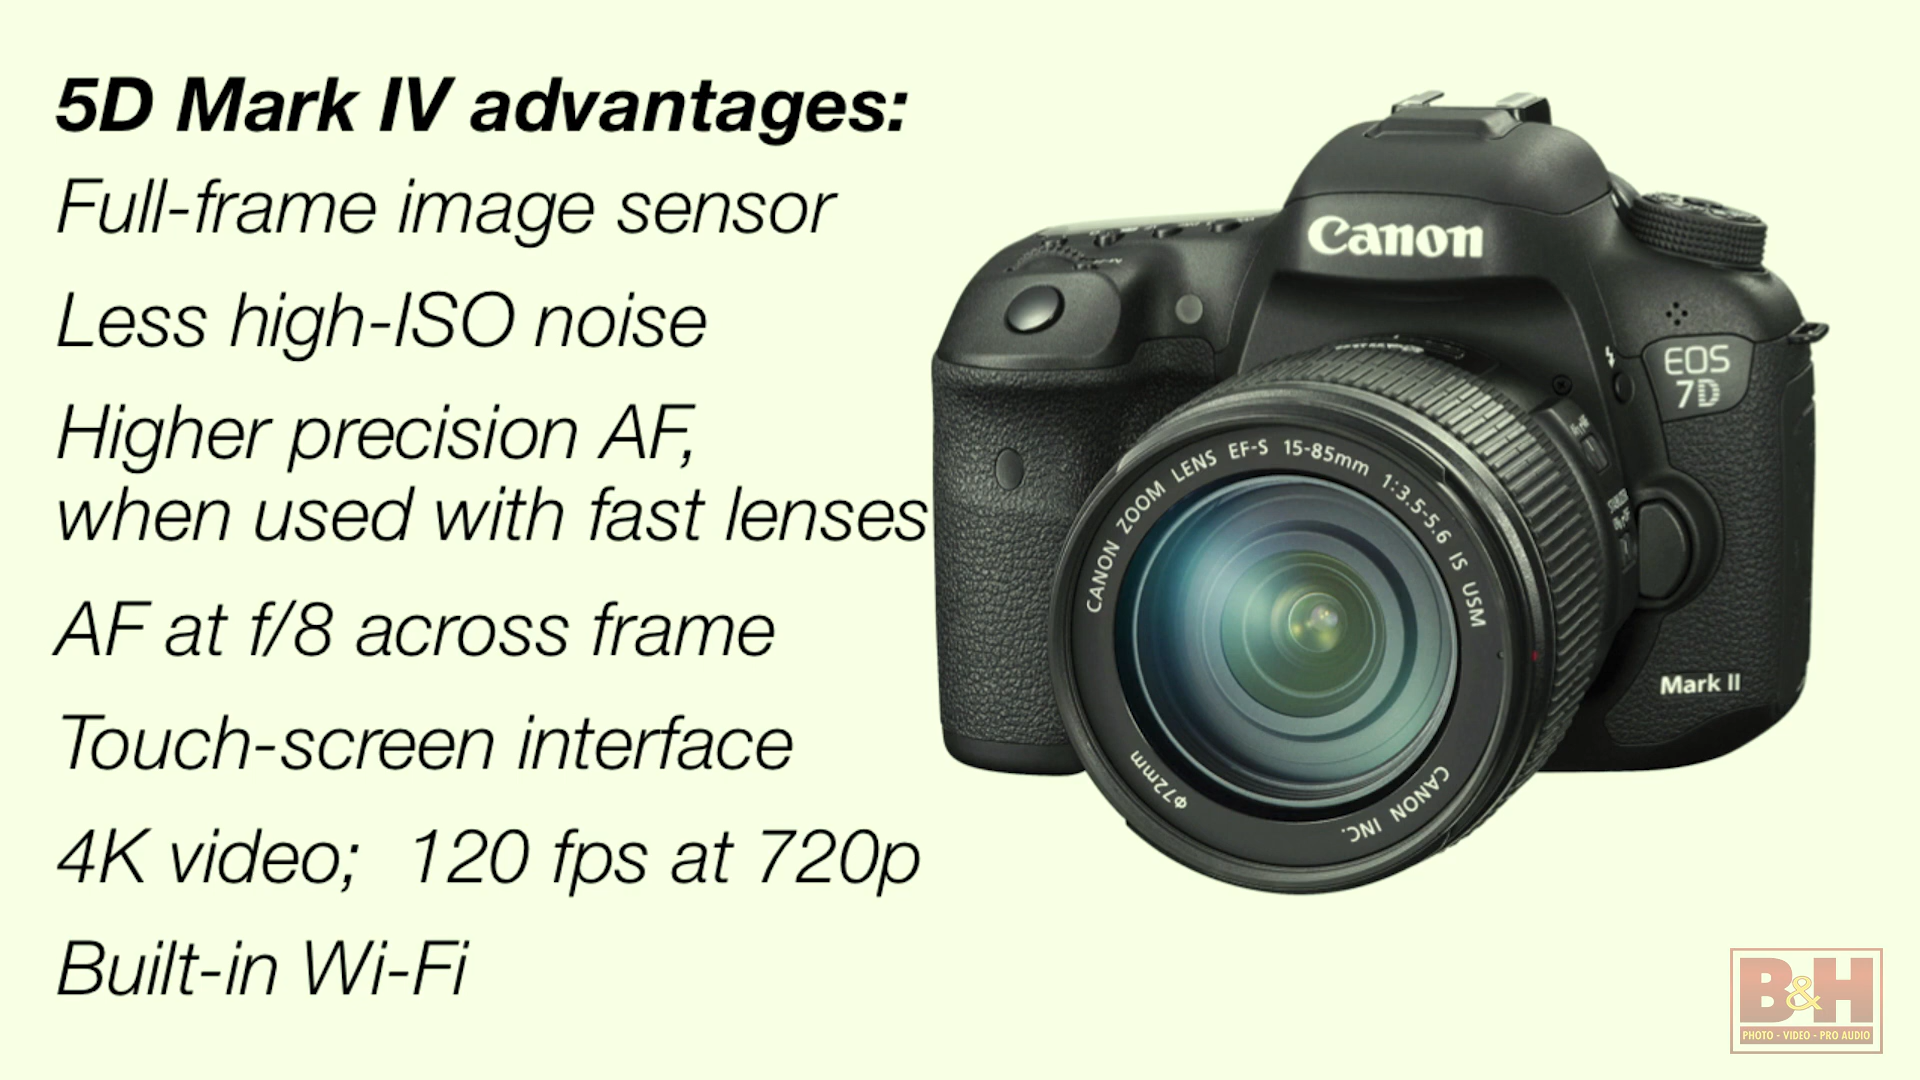 5D Mark IV advantages:
Full-frame image sensor
Less high-ISO noise
Higher precision AF,
when used with fast lenses
AF at f/8 across frame
Touch-screen interface
4K video;  120 fps at 720p
Built-in Wi-Fi
Canon
EOS
7D
CANON ZOOM LENS EF-S 15-85mm 1:3.5-5.6 IS USM
Mark II
φ72mm
CANON INC.
B&H
PHOTO - VIDEO - PRO AUDIO